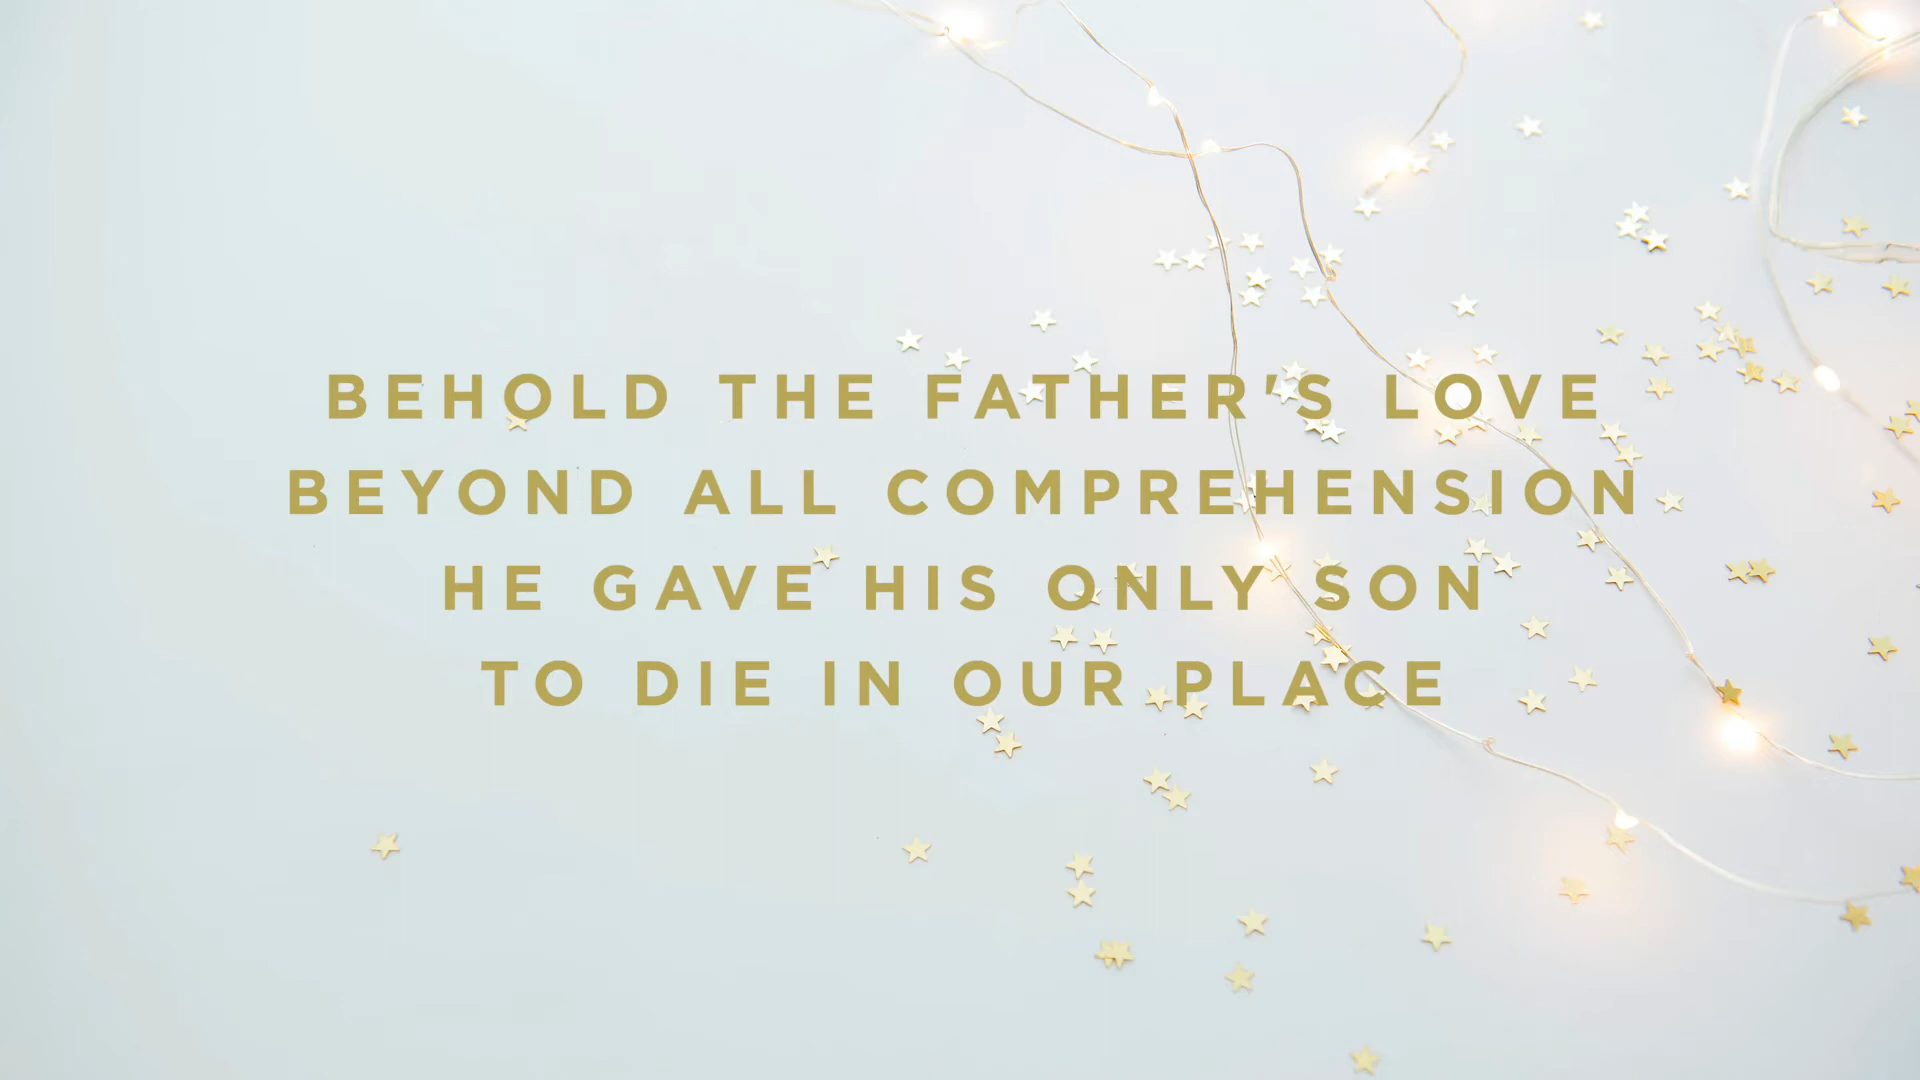 BEHOLD THE FATHER'S LOVE
BEYOND ALL COMPREHENSION
HE GAVE HIS ONLY SON
TO DIE IN OUR PLACE